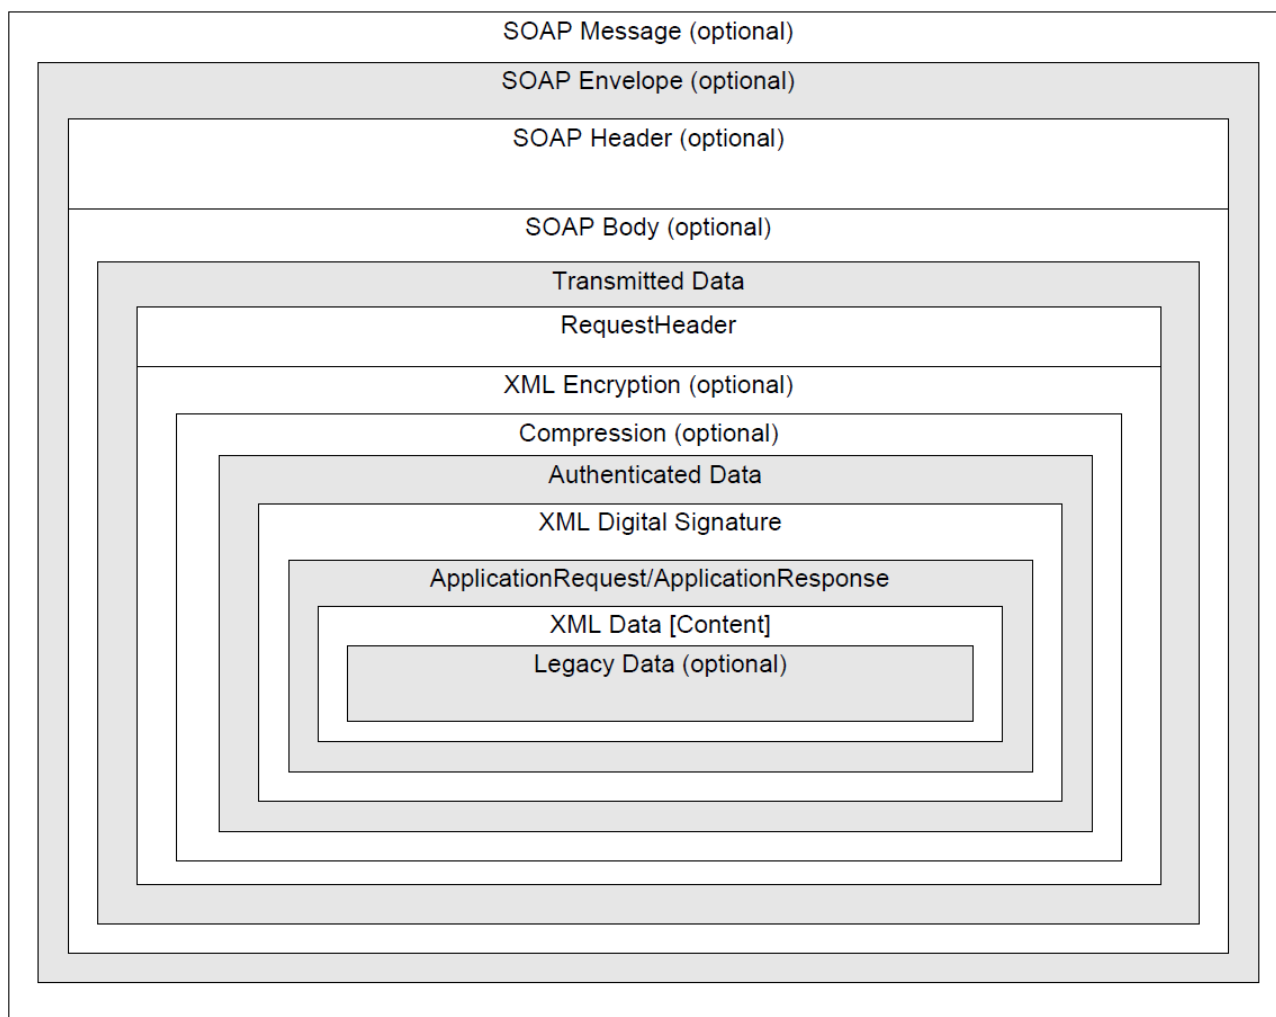 SOAP Message (optional)
SOAP Envelope (optional)
SOAP Header (optional)
SOAP Body (optional)
Transmitted Data
RequestHeader
XML Encryption (optional)
Compression (optional)
Authenticated Data
XML Digital Signature
ApplicationRequest/ApplicationResponse
XML Data [Content]
Legacy Data (optional)